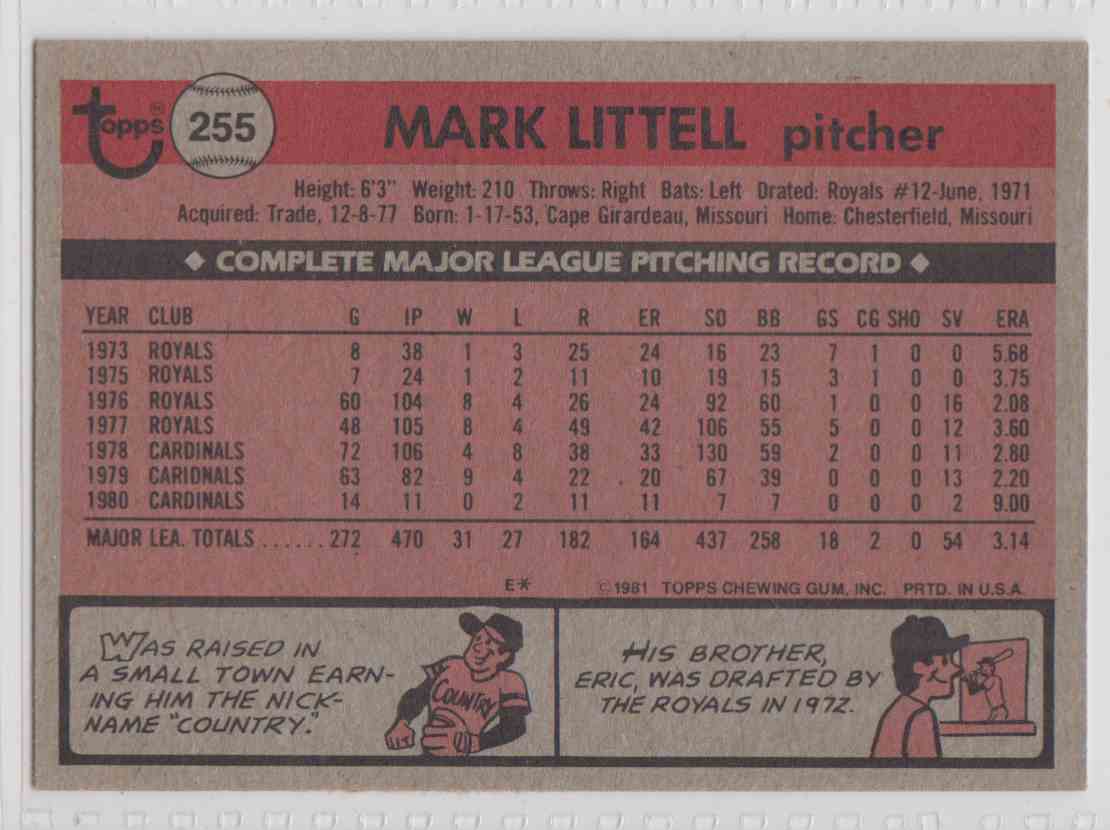 Topps ® 255 MARK LITTELL pitcher
Height: 6'3" Weight: 210 Throws: Right Bats: Left Drated: Royals #12-June, 1971
Acquired: Trade, 12-8-77 Born: 1-17-53, Cape Girardeau, Missouri Home: Chesterfield, Missouri
◆ COMPLETE MAJOR LEAGUE PITCHING RECORD ◆
YEAR CLUB G IP W L R ER SO BB GS CG SHO SV ERA
1973 ROYALS 8 38 1 3 25 24 16 23 7 1 0 0 5.68
1975 ROYALS 7 24 1 2 11 10 19 15 3 1 0 0 3.75
1976 ROYALS 60 104 8 4 26 24 92 60 1 0 0 16 2.08
1977 ROYALS 48 105 8 4 49 42 106 55 5 0 0 12 3.60
1978 CARDINALS 72 106 4 8 38 33 130 59 2 0 0 11 2.80
1979 CARIDNALS 63 82 9 4 22 20 67 39 0 0 0 13 2.20
1980 CARDINALS 14 11 0 2 11 11 7 7 0 0 0 2 9.00
MAJOR LEA. TOTALS ...... 272 470 31 27 182 164 437 258 18 2 0 54 3.14
E* ©1981 TOPPS CHEWING GUM, INC. PRTD. IN U.S.A.
WAS RAISED IN
A SMALL TOWN EARN-
ING HIM THE NICK-
NAME "COUNTRY."
COUNTRY
HIS BROTHER,
ERIC, WAS DRAFTED BY
THE ROYALS IN 1972.